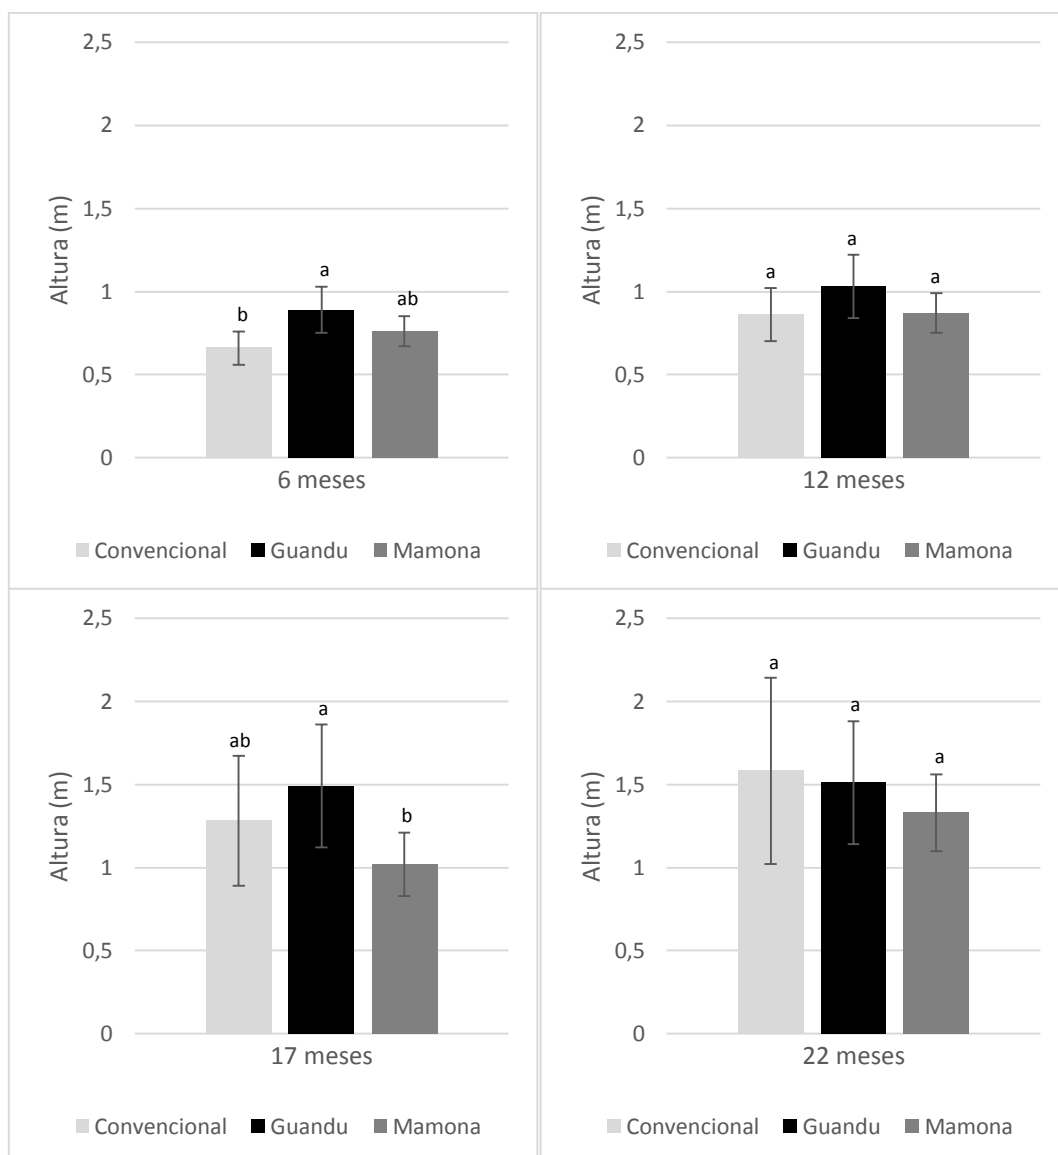 2,5
2
1,5
1
0,5
0
Altura (m)
b
a
ab
6 meses
Convencional Guandu Mamona
2,5
2
1,5
1
0,5
0
Altura (m)
a
a
a
12 meses
Convencional Guandu Mamona
2,5
2
1,5
1
0,5
0
Altura (m)
ab
a
b
17 meses
Convencional Guandu Mamona
2,5
2
1,5
1
0,5
0
Altura (m)
a
a
a
22 meses
Convencional Guandu Mamona